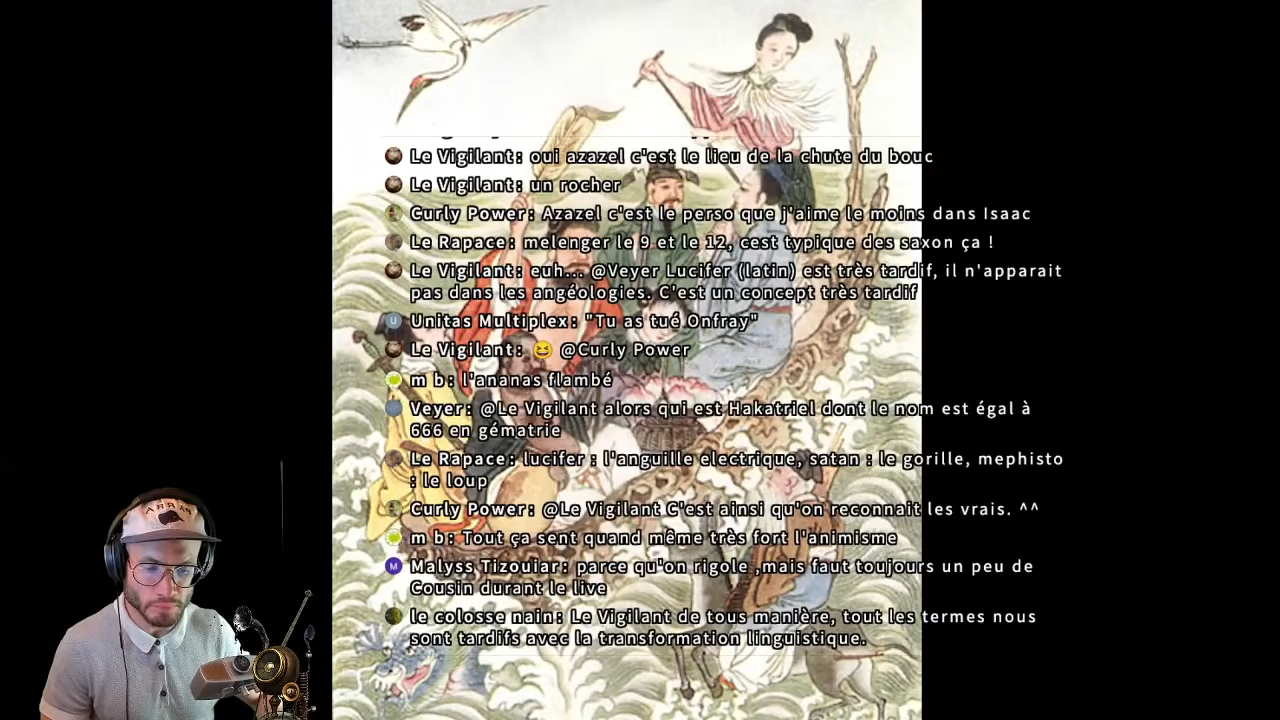 Le Vigilant: oui azazel c'est le lieu de la chute du bouc
Le Vigilant: un rocher
Curly Power: Azazel c'est le perso que j'aime le moins dans Isaac
Le Rapace: melenger le 9 et le 12, cest typique des saxon ça !
Le Vigilant: euh... @Veyer Lucifer (latin) est très tardif, il n'apparait
pas dans les angéologies. C'est un concept très tardif
U Unitas Multiplex: "Tu as tué Onfray"
Le Vigilant: 😆 @Curly Power
m b: l'ananas flambé
Veyer: @Le Vigilant alors qui est Hakatriel dont le nom est égal à
666 en gématrie
Le Rapace: lucifer : l'anguille electrique, satan : le gorille, mephisto
: le loup
Curly Power: @Le Vigilant C'est ainsi qu'on reconnait les vrais. ^^
m b: Tout ça sent quand même très fort l'animisme
M Malyss Tizouiar: parce qu'on rigole ,mais faut toujours un peu de
Cousin durant le live
le colosse nain: Le Vigilant de tous manière, tout les termes nous
sont tardifs avec la transformation linguistique.